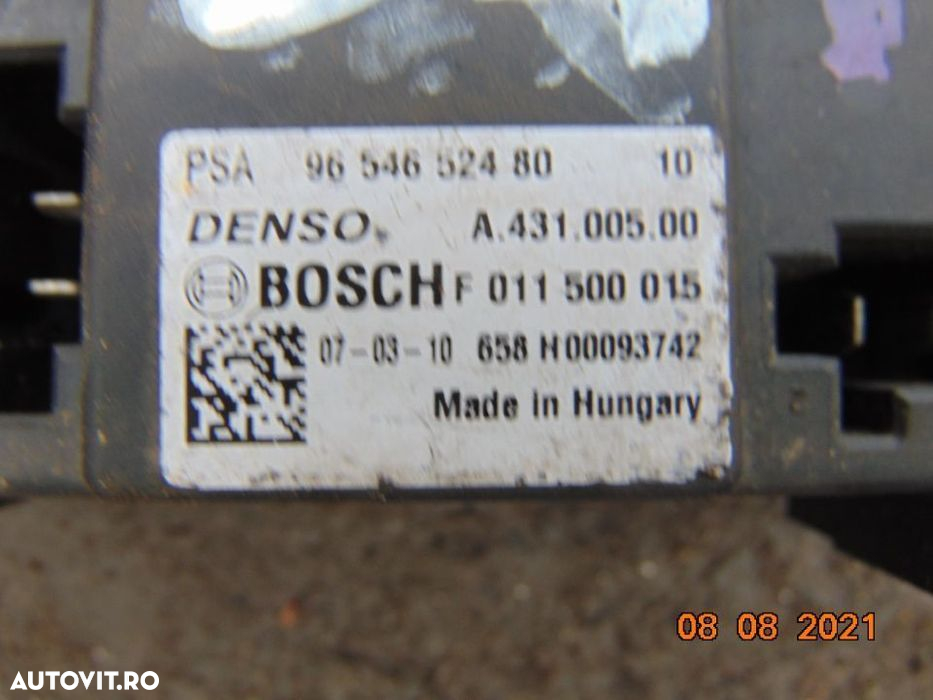 PSA 96 546 524 80 10
DENSO. A.431.005.00
BOSCH F 011 500 015
07-03-10 658 H00093742
Made in Hungary
08 08 2021
AUTOVIT.RO